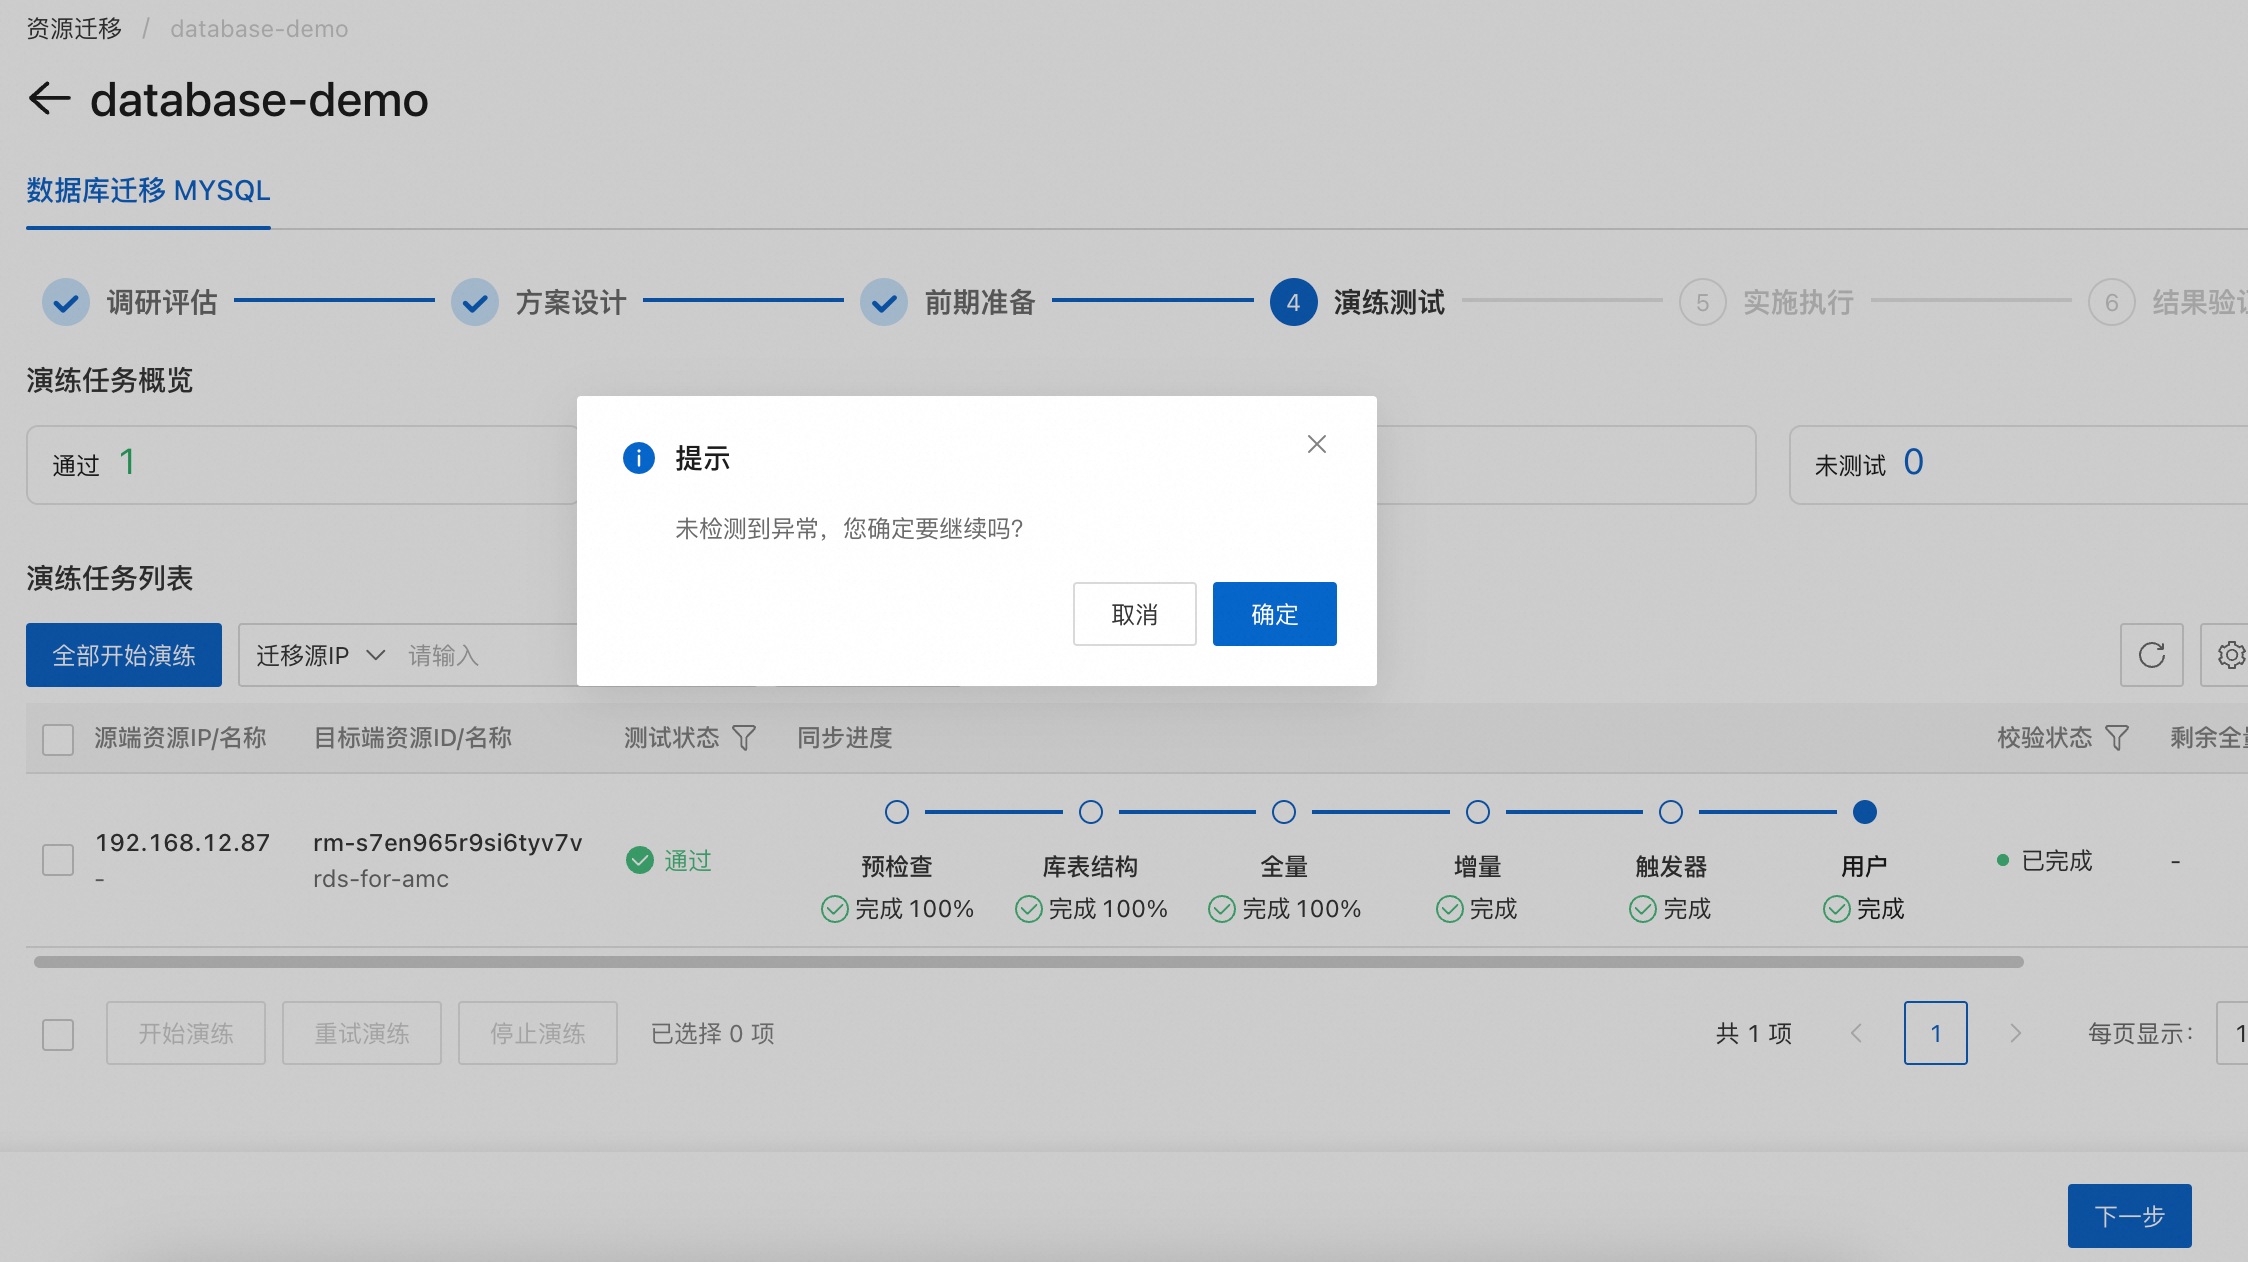 资源迁移 / database-demo
database-demo
数据库迁移 MYSQL
调研评估
方案设计
前期准备
4 演练测试
5 实施执行
6 结果验
演练任务概览
通过 1
未测试 0
提示
未检测到异常，您确定要继续吗?
取消
确定
演练任务列表
全部开始演练
迁移源IP
请输入
源端资源IP/名称
目标端资源ID/名称
测试状态
同步进度
校验状态
剩余全
192.168.12.87
-
rm-s7en965r9si6tyv7v
rds-for-amc
通过
预检查
完成 100%
库表结构
完成 100%
全量
完成 100%
增量
完成
触发器
完成
用户
完成
已完成
-
开始演练
重试演练
停止演练
已选择 0 项
共 1 项
1
每页显示：
1
下一步